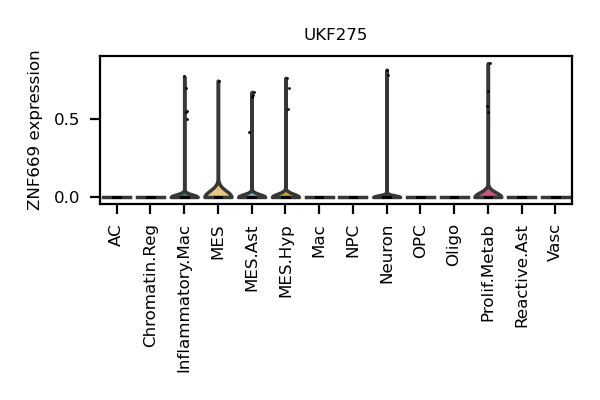 UKF275
ZNF669 expression
0.5
0.0
AC
Chromatin.Reg
Inflammatory.Mac
MES
MES.Ast
MES.Hyp
Mac
NPC
Neuron
OPC
Oligo
Prolif.Metab
Reactive.Ast
Vasc